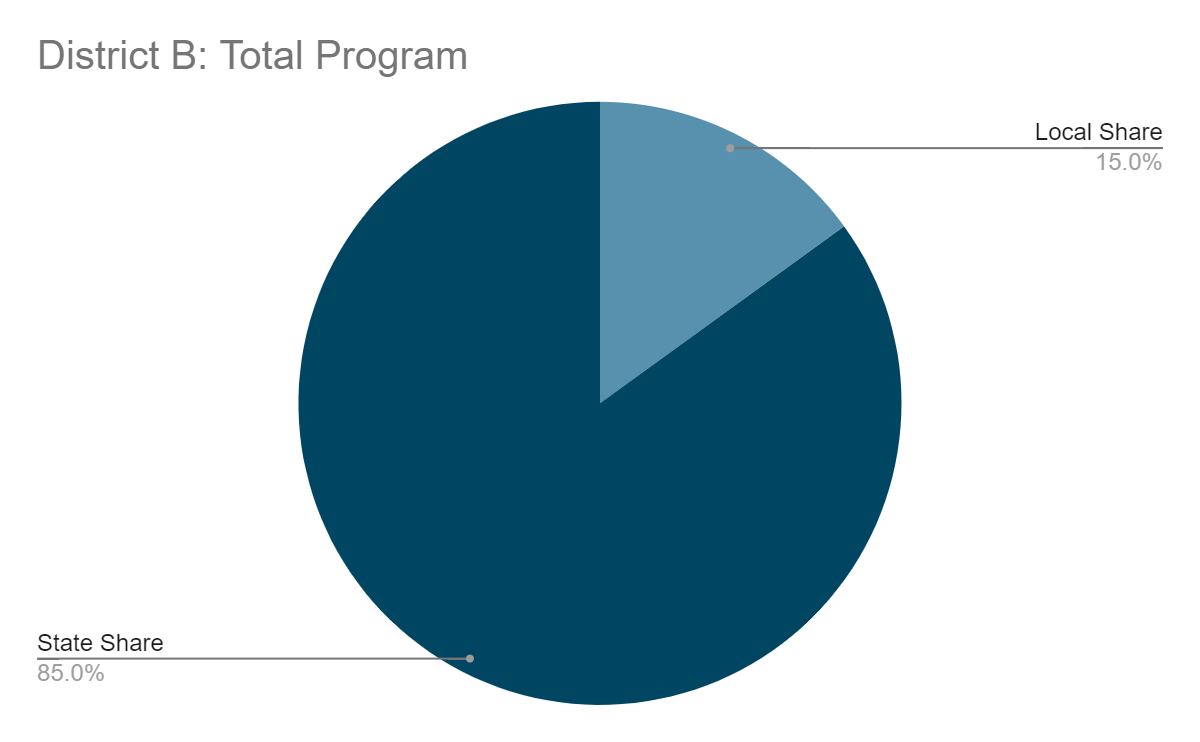 District B: Total Program
Local Share
15.0%
State Share
85.0%